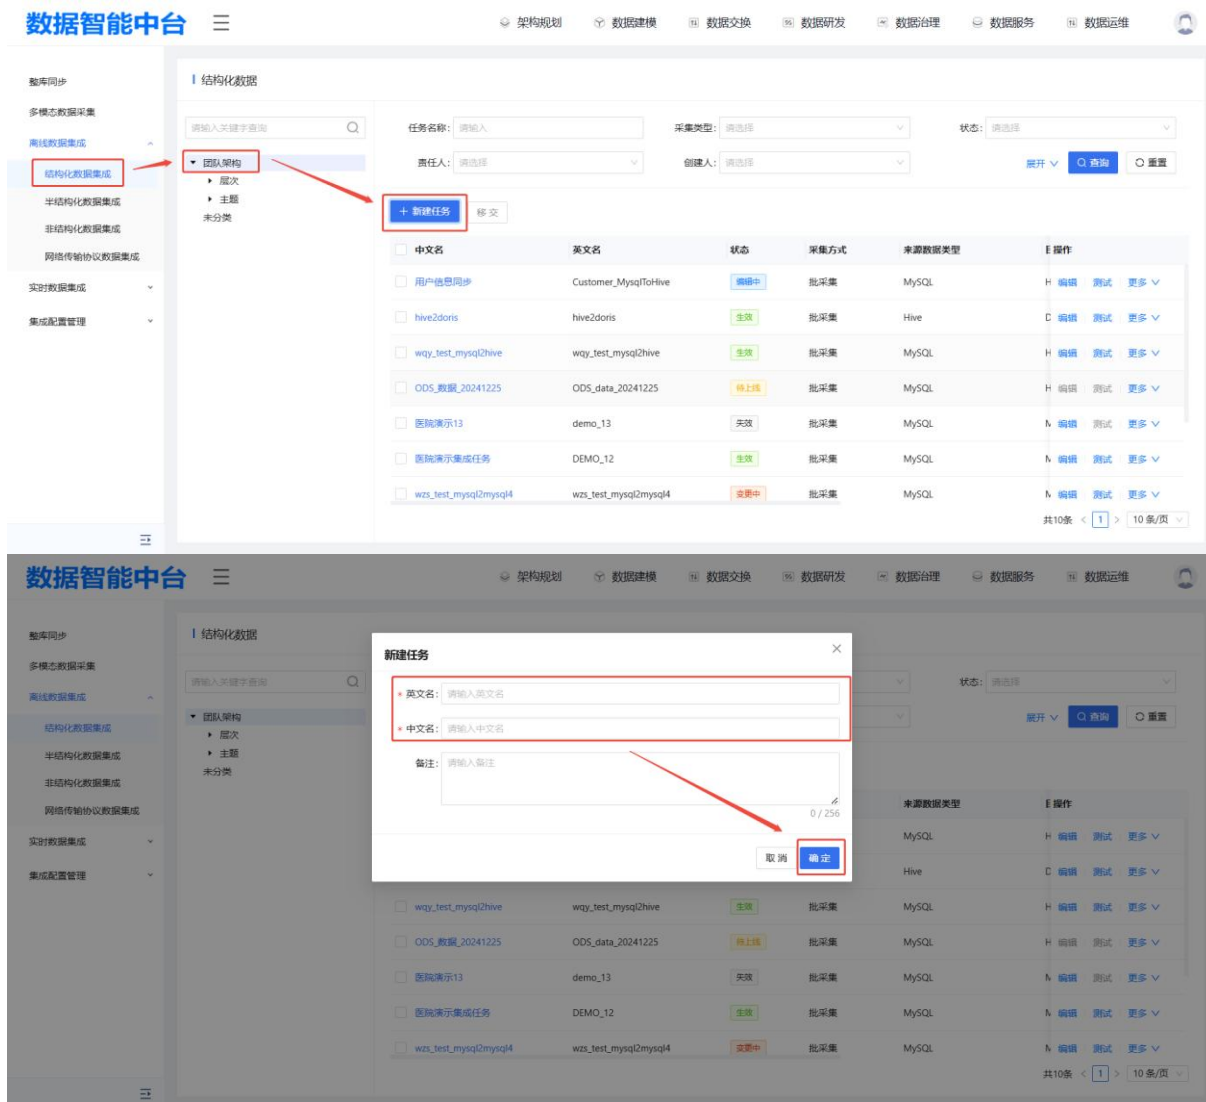 数据智能中台
架构规划 数据建模 数据交换 数据研发 数据治理 数据服务 数据运维
整库同步
多模态数据采集
离线数据集成
结构化数据集成
半结构化数据集成
非结构化数据集成
网络传输协议数据集成
实时数据集成
集成配置管理
结构化数据
请输入关键字查询
团队架构
层次
主题
未分类
任务名称: 请输入 采集类型: 请选择 状态: 请选择
责任人: 请选择 创建人: 请选择 展开 查询 重置
+ 新建任务 移交
中文名 英文名 状态 采集方式 来源数据类型 操作
用户信息同步 Customer_MysqlToHive 编辑中 批采集 MySQL H 编辑 测试 更多
hive2doris hive2doris 生效 批采集 Hive D 编辑 测试 更多
wqy_test_mysql2hive wqy_test_mysql2hive 生效 批采集 MySQL H 编辑 测试 更多
ODS_数据_20241225 ODS_data_20241225 待上线 批采集 MySQL H 编辑 测试 更多
医院演示13 demo_13 失效 批采集 MySQL M 编辑 测试 更多
医院演示集成任务 DEMO_12 生效 批采集 MySQL M 编辑 测试 更多
wzs_test_mysql2mysql4 wzs_test_mysql2mysql4 变更中 批采集 MySQL M 编辑 测试 更多
共10条 < 1 > 10 条/页
数据智能中台
架构规划 数据建模 数据交换 数据研发 数据治理 数据服务 数据运维
整库同步
多模态数据采集
离线数据集成
结构化数据集成
半结构化数据集成
非结构化数据集成
网络传输协议数据集成
实时数据集成
集成配置管理
结构化数据
请输入关键字查询
团队架构
层次
主题
未分类
状态: 请选择
展开 查询 重置
新建任务
* 英文名: 请输入英文名
* 中文名: 请输入中文名
备注: 请输入备注
0 / 256
取消 确定
来源数据类型 操作
MySQL H 编辑 测试 更多
Hive D 编辑 测试 更多
wqy_test_mysql2hive wqy_test_mysql2hive 生效 批采集 MySQL H 编辑 测试 更多
ODS_数据_20241225 ODS_data_20241225 待上线 批采集 MySQL H 编辑 测试 更多
医院演示13 demo_13 失效 批采集 MySQL M 编辑 测试 更多
医院演示集成任务 DEMO_12 生效 批采集 MySQL M 编辑 测试 更多
wzs_test_mysql2mysql4 wzs_test_mysql2mysql4 变更中 批采集 MySQL M 编辑 测试 更多
共10条 < 1 > 10 条/页